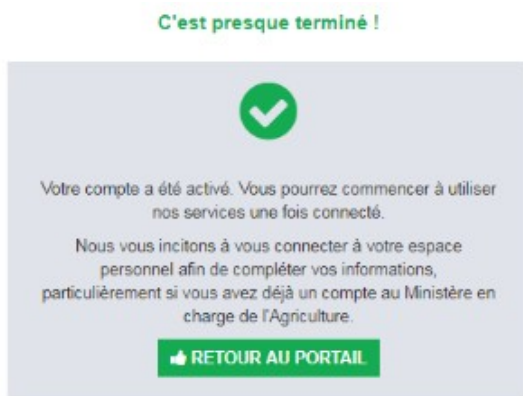 C'est presque terminé !
Votre compte a été activé. Vous pourrez commencer à utiliser
nos services une fois connecté.
Nous vous incitons à vous connecter à votre espace
personnel afin de compléter vos informations,
particulièrement si vous avez déjà un compte au Ministère en
charge de l'Agriculture.
RETOUR AU PORTAIL